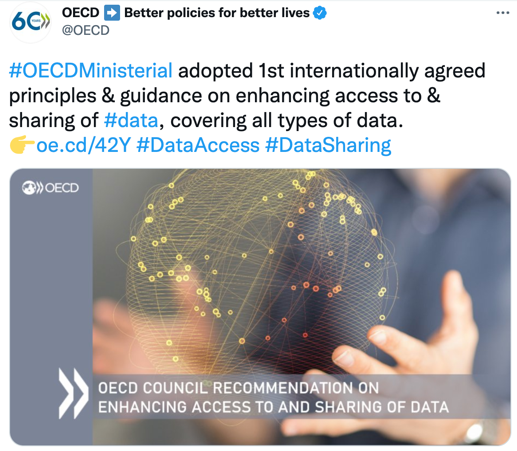 60
OECD ➡️ Better policies for better lives
@OECD
#OECDMinisterial adopted 1st internationally agreed
principles & guidance on enhancing access to &
sharing of #data, covering all types of data.
👉oe.cd/42Y #DataAccess #DataSharing
OECD
OECD COUNCIL RECOMMENDATION ON
ENHANCING ACCESS TO AND SHARING OF DATA